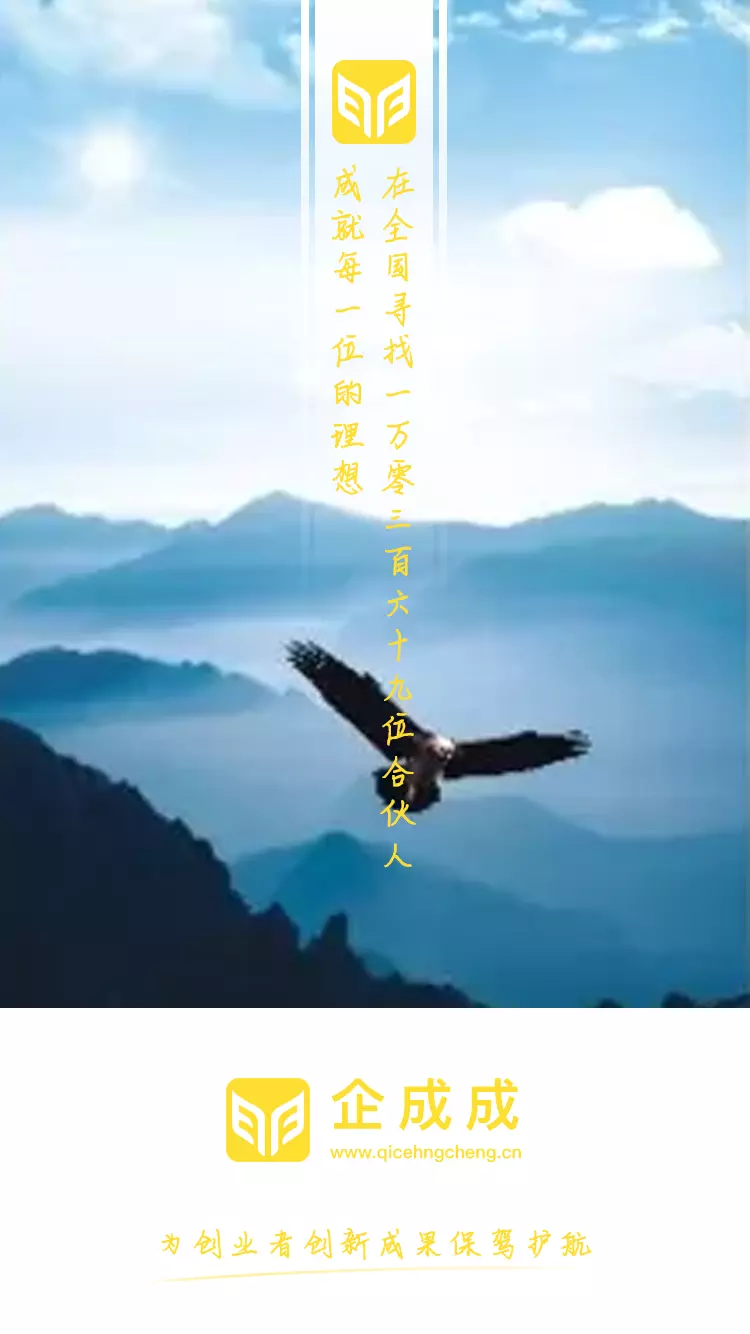 在全国寻找一万零三百六十九位合伙人
成就每一位的理想
企成成
www.qicehngcheng.cn
为创业者创新成果保驾护航